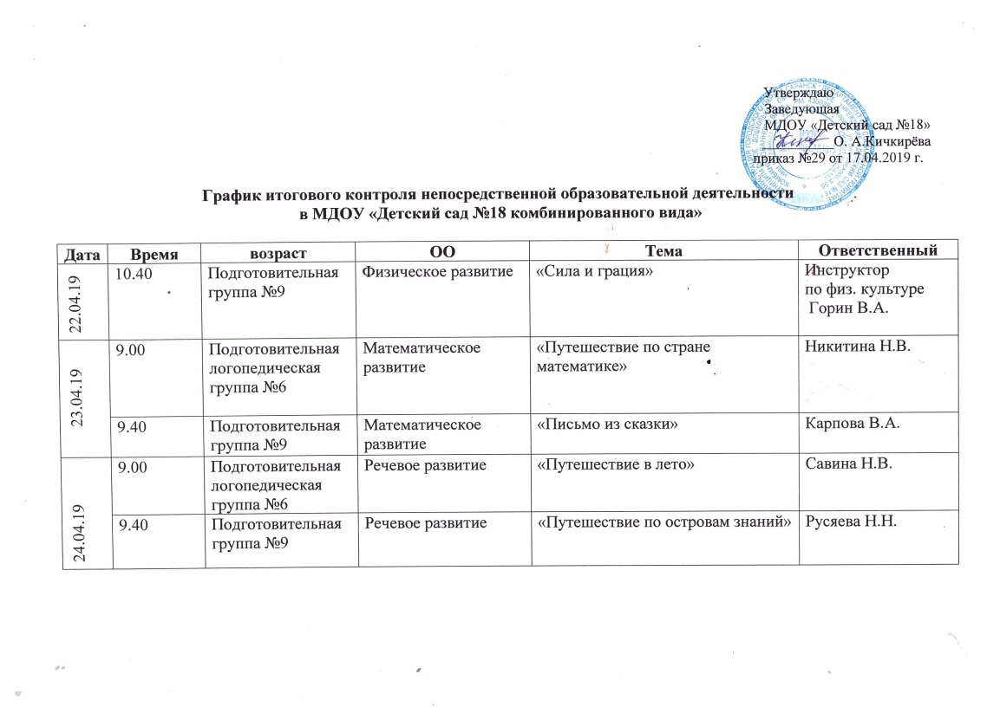 Утверждаю
Заведующая
МДОУ «Детский сад №18»
О. А.Кичкирёва
приказ №29 от 17.04.2019 г.
График итогового контроля непосредственной образовательной деятельности
в МДОУ «Детский сад №18 комбинированного вида»
Дата Время возраст ОО Тема Ответственный
22.04.19
10.40 Подготовительная Физическое развитие «Сила и грация» Инструктор
группа №9 по физ. культуре
Горин В.А.
23.04.19
9.00 Подготовительная Математическое «Путешествие по стране Никитина Н.В.
логопедическая развитие математике»
группа №6
9.40 Подготовительная Математическое «Письмо из сказки» Карпова В.А.
группа №9 развитие
24.04.19
9.00 Подготовительная Речевое развитие «Путешествие в лето» Савина Н.В.
логопедическая
группа №6
9.40 Подготовительная Речевое развитие «Путешествие по островам знаний» Русяева Н.Н.
группа №9